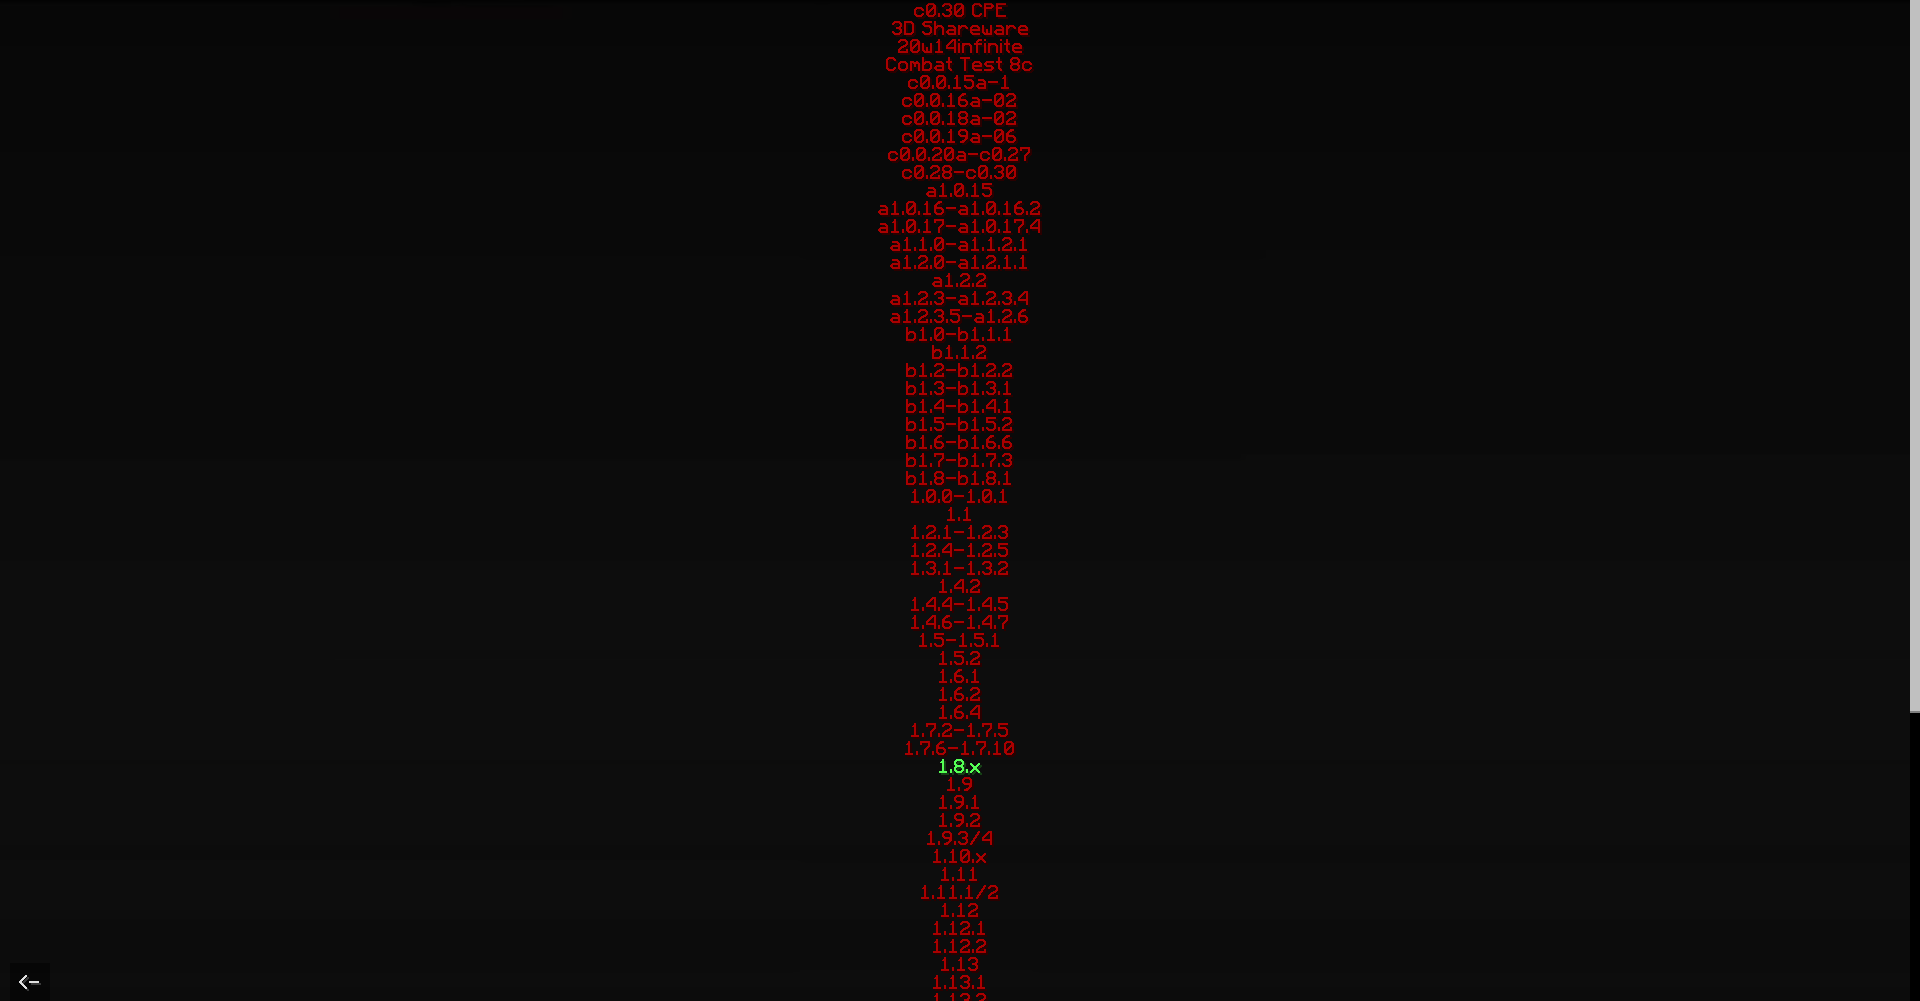 c0.30 CPE
3D Shareware
20w14infinite
Combat Test 8c
c0.0.15a-1
c0.0.16a-02
c0.0.18a-02
c0.0.19a-06
c0.0.20a-c0.27
c0.28-c0.30
a1.0.15
a1.0.16-a1.0.16.2
a1.0.17-a1.0.17.4
a1.1.0-a1.1.2.1
a1.2.0-a1.2.1.1
a1.2.2
a1.2.3-a1.2.3.4
a1.2.3.5-a1.2.6
b1.0-b1.1.1
b1.1.2
b1.2-b1.2.2
b1.3-b1.3.1
b1.4-b1.4.1
b1.5-b1.5.2
b1.6-b1.6.6
b1.7-b1.7.3
b1.8-b1.8.1
1.0.0-1.0.1
1.1
1.2.1-1.2.3
1.2.4-1.2.5
1.3.1-1.3.2
1.4.2
1.4.4-1.4.5
1.4.6-1.4.7
1.5-1.5.1
1.5.2
1.6.1
1.6.2
1.6.4
1.7.2-1.7.5
1.7.6-1.7.10
1.8.x
1.9
1.9.1
1.9.2
1.9.3/4
1.10.x
1.11
1.11.1/2
1.12
1.12.1
1.12.2
1.13
1.13.1
1.13.2